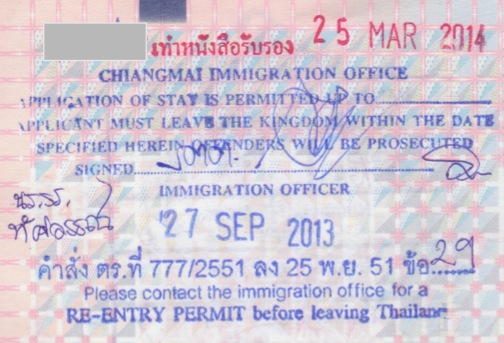 เท่าหนังสือรับรอง 25 MAR 2014
CHIANGMAI IMMIGRATION OFFICE
APPLICATION OF STAY IS PERMITTED UP TO
APPLICANT MUST LEAVE THE KINGDOM WITHIN THE DATE
SPECIFIED HEREIN OFFENDERS WILL BE PROSECUTED
SIGNED
IMMIGRATION OFFICER
27 SEP 2013
คำสั่ง ตร.ที่ 777/2551 ลง 25 พ.ย. 51 ข้อ 29
Please contact the immigration office for a
RE-ENTRY PERMIT before leaving Thailand